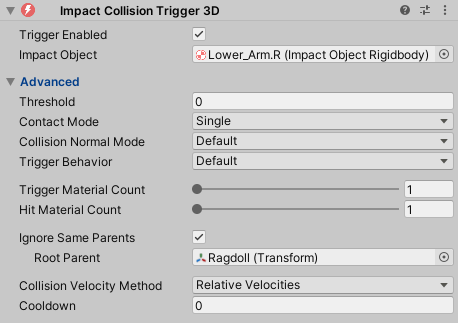 Impact Collision Trigger 3D
Trigger Enabled
Impact Object Lower_Arm.R (Impact Object Rigidbody)
Advanced
Threshold 0
Contact Mode Single
Collision Normal Mode Default
Trigger Behavior Default
Trigger Material Count 1
Hit Material Count 1
Ignore Same Parents
Root Parent Ragdoll (Transform)
Collision Velocity Method Relative Velocities
Cooldown 0